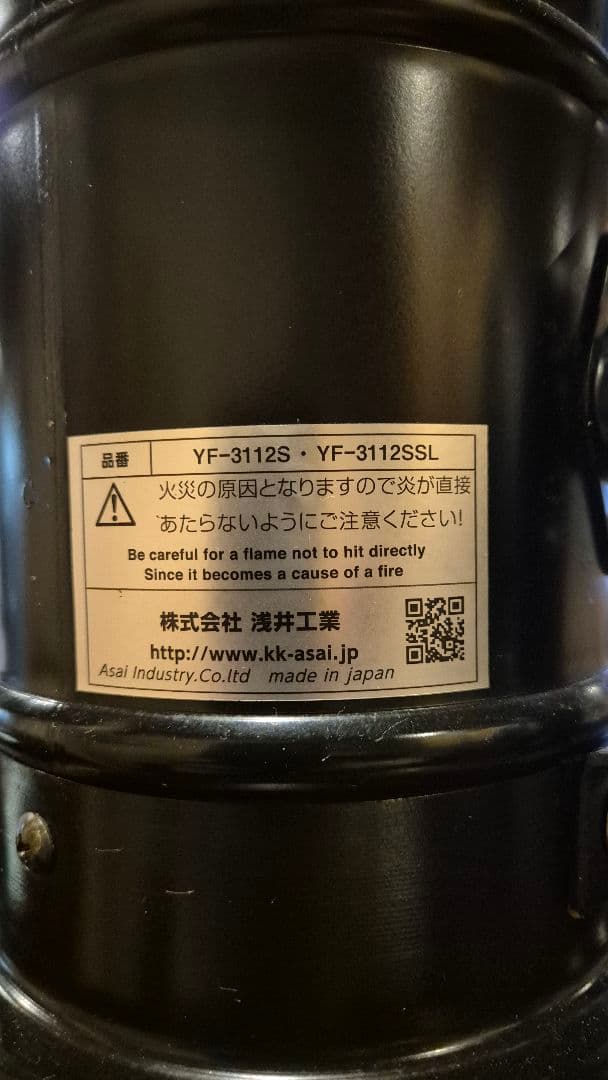 品番 YF-3112S・YF-3112SSL
火災の原因となりますので炎が直接
あたらないようにご注意ください!
Be careful for a flame not to hit directly
Since it becomes a cause of a fire
株式会社 浅井工業
http://www.kk-asai.jp
Asai Industry.Co.ltd made in japan